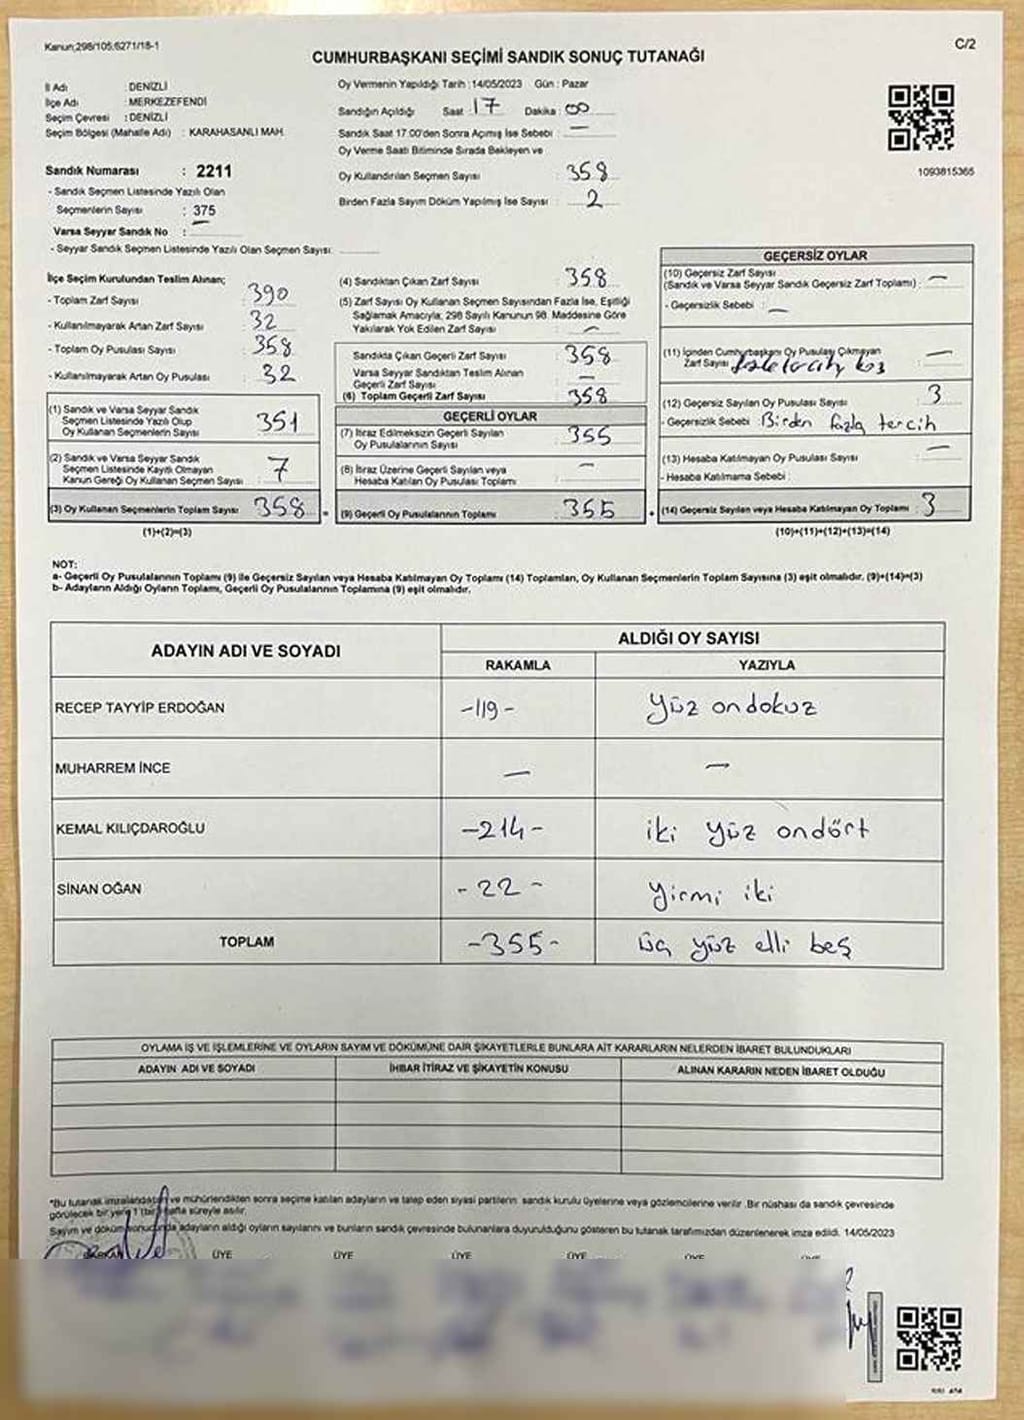 Kanun;298/105;6271/18-1
C/2
CUMHURBAŞKANI SEÇİMİ SANDIK SONUÇ TUTANAĞI
İl Adı : DENİZLİ
İlçe Adı : MERKEZEFENDİ
Seçim Çevresi : DENİZLİ
Seçim Bölgesi (Mahalle Adı) : KARAHASANLI MAH.
Sandık Numarası : 2211
- Sandık Seçmen Listesinde Yazılı Olan
Seçmenlerin Sayısı : 375
Varsa Seyyar Sandık No :
- Seyyar Sandık Seçmen Listesinde Yazılı Olan Seçmen Sayısı:
Oy Vermenin Yapıldığı Tarih : 14/05/2023 Gün : Pazar
Sandığın Açıldığı Saat : 17 Dakika : 00
Sandık Saat 17.00'den Sonra Açımış İse Sebebi : —
Oy Verme Saati Bitiminde Sırada Bekleyen ve
Oy Kullandırılan Seçmen Sayısı : 358
Birden Fazla Sayım Döküm Yapılmış İse Sayısı : 2
1093815365
İlçe Seçim Kurulundan Teslim Alınan;
- Toplam Zarf Sayısı : 390
- Kullanılmayarak Artan Zarf Sayısı : 32
- Toplam Oy Pusulası Sayısı : 358
- Kullanılmayarak Artan Oy Pusulası : 32
(1) Sandık ve Varsa Seyyar Sandık
Seçmen Listesinde Yazılı Olup
Oy Kullanan Seçmenlerin Sayısı : 351
(2) Sandık ve Varsa Seyyar Sandık
Seçmen Listesinde Kayıtlı Olmayan
Kanun Gereği Oy Kullanan Seçmen Sayısı : 7
(3) Oy Kullanan Seçmenlerin Toplam Sayısı : 358
(1)+(2)=(3)
(4) Sandıktan Çıkan Zarf Sayısı : 358
(5) Zarf Sayısı Oy Kullanan Seçmen Sayısından Fazla İse, Eşitliği
Sağlamak Amacıyla; 298 Sayılı Kanunun 98. Maddesine Göre
Yakılarak Yok Edilen Zarf Sayısı : —
Sandıkta Çıkan Geçerli Zarf Sayısı : 358
Varsa Seyyar Sandıktan Teslim Alınan
Geçerli Zarf Sayısı : —
(6) Toplam Geçerli Zarf Sayısı : 358
GEÇERLİ OYLAR
(7) İtiraz Edilmeksizin Geçerli Sayılan
Oy Pusulalarının Sayısı : 355
(8) İtiraz Üzerine Geçerli Sayılan veya
Hesaba Katılan Oy Pusulası Toplamı : —
(9) Geçerli Oy Pusulalarının Toplamı : 355
GEÇERSİZ OYLAR
(10) Geçersiz Zarf Sayısı
(Sandık ve Varsa Seyyar Sandık Geçersiz Zarf Toplamı) : —
- Geçersizlik Sebebi : —
(11) İçinden Cumhurbaşkanı Oy Pusulası Çıkmayan
Zarf Sayısı —
(12) Geçersiz Sayılan Oy Pusulası Sayısı : 3
- Geçersizlik Sebebi : Birden fazla tercih
(13) Hesaba Katılmayan Oy Pusulası Sayısı : —
- Hesaba Katılmama Sebebi :
(14) Geçersiz Sayılan veya Hesaba Katılmayan Oy Toplamı : 3
(10)+(11)+(12)+(13)=(14)
NOT:
a- Geçerli Oy Pusulalarının Toplamı (9) ile Geçersiz Sayılan veya Hesaba Katılmayan Oy Toplamı (14) Toplamları, Oy Kullanan Seçmenlerin Toplam Sayısına (3) eşit olmalıdır. (9)+(14)=(3)
b- Adayların Aldığı Oyların Toplamı, Geçerli Oy Pusulalarının Toplamına (9) eşit olmalıdır.
ADAYIN ADI VE SOYADI ALDIĞI OY SAYISI
RAKAMLA YAZIYLA
RECEP TAYYİP ERDOĞAN -119- yüz ondokuz
MUHARREM İNCE — —
KEMAL KILIÇDAROĞLU -214- iki yüz ondört
SİNAN OĞAN -22- yirmi iki
TOPLAM -355- üç yüz elli beş
OYLAMA İŞ VE İŞLEMLERİNE VE OYLARIN SAYIM VE DÖKÜMÜNE DAİR ŞİKAYETLERLE BUNLARA AİT KARARLARIN NELERDEN İBARET BULUNDUKLARI
ADAYIN ADI VE SOYADI İHBAR İTİRAZ VE ŞİKAYETİN KONUSU ALINAN KARARIN NEDEN İBARET OLDUĞU
*Bu tutanak imzalandıktan ve mühürlendikten sonra seçime katılan adayların ve talep eden siyasi partilerin sandık kurulu üyelerine veya gözlemcilerine verilir .Bir nüshası da sandık çevresinde
görülecek bir yere 1 (bir) hafta süreyle asılır.
Sayım ve döküm sonucunda adayların aldığı oyların sayılarını ve bunların sandık çevresinde bulunanlara duyurulduğunu gösteren bu tutanak tarafımızdan düzenlenerek imza edildi. 14/05/2023
BAŞKAN ÜYE ÜYE ÜYE ÜYE ÜYE ÜYE